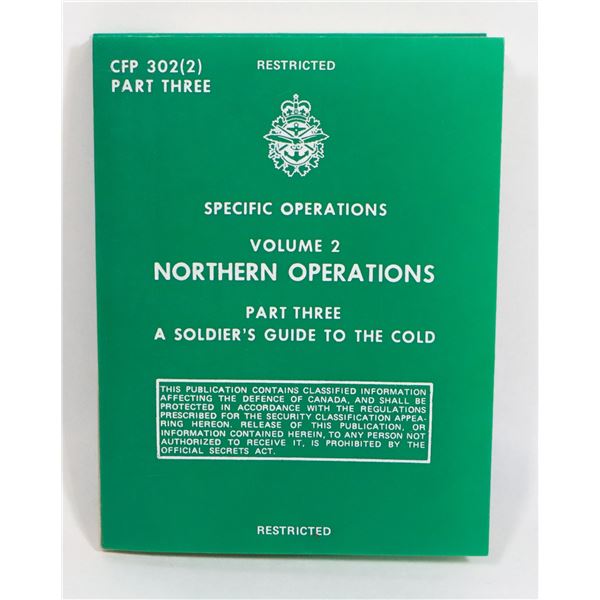 CFP 302(2)
PART THREE
RESTRICTED
SPECIFIC OPERATIONS
VOLUME 2
NORTHERN OPERATIONS
PART THREE
A SOLDIER'S GUIDE TO THE COLD
THIS PUBLICATION CONTAINS CLASSIFIED INFORMATION
AFFECTING THE DEFENCE OF CANADA, AND SHALL BE
PROTECTED IN ACCORDANCE WITH THE REGULATIONS
PRESCRIBED FOR THE SECURITY CLASSIFICATION APPEA-
RING HEREON. RELEASE OF THIS PUBLICATION, OR
INFORMATION CONTAINED HEREIN, TO ANY PERSON NOT
AUTHORIZED TO RECEIVE IT, IS PROHIBITED BY THE
OFFICIAL SECRETS ACT.
RESTRICTED